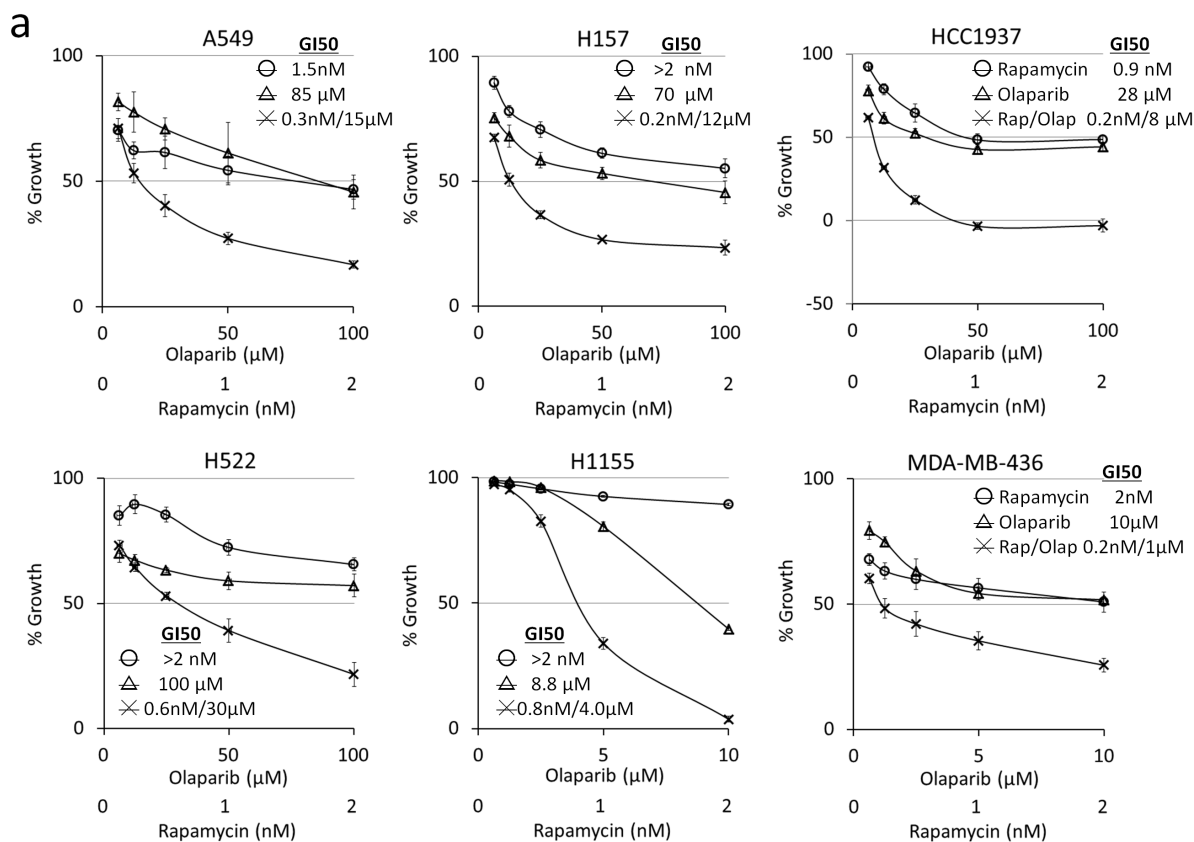 a
A549
GI50
1.5nM
85 μM
0.3nM/15μM
100
50
0
% Growth
0 50 100
Olaparib (μM)
0 1 2
Rapamycin (nM)
H157
GI50
>2 nM
70 μM
0.2nM/12μM
100
50
0
% Growth
0 50 100
Olaparib (μM)
0 1 2
Rapamycin (nM)
HCC1937
GI50
Rapamycin 0.9 nM
Olaparib 28 μM
Rap/Olap 0.2nM/8 μM
100
50
0
-50
% Growth
0 50 100
Olaparib (μM)
0 1 2
Rapamycin (nM)
H522
100
50
0
% Growth
GI50
>2 nM
100 μM
0.6nM/30μM
0 50 100
Olaparib (μM)
0 1 2
Rapamycin (nM)
H1155
100
50
0
% Growth
GI50
>2 nM
8.8 μM
0.8nM/4.0μM
0 5 10
Olaparib (μM)
0 1 2
Rapamycin (nM)
MDA-MB-436
GI50
Rapamycin 2nM
Olaparib 10μM
Rap/Olap 0.2nM/1μM
100
50
0
% Growth
0 5 10
Olaparib (μM)
0 1 2
Rapamycin (nM)